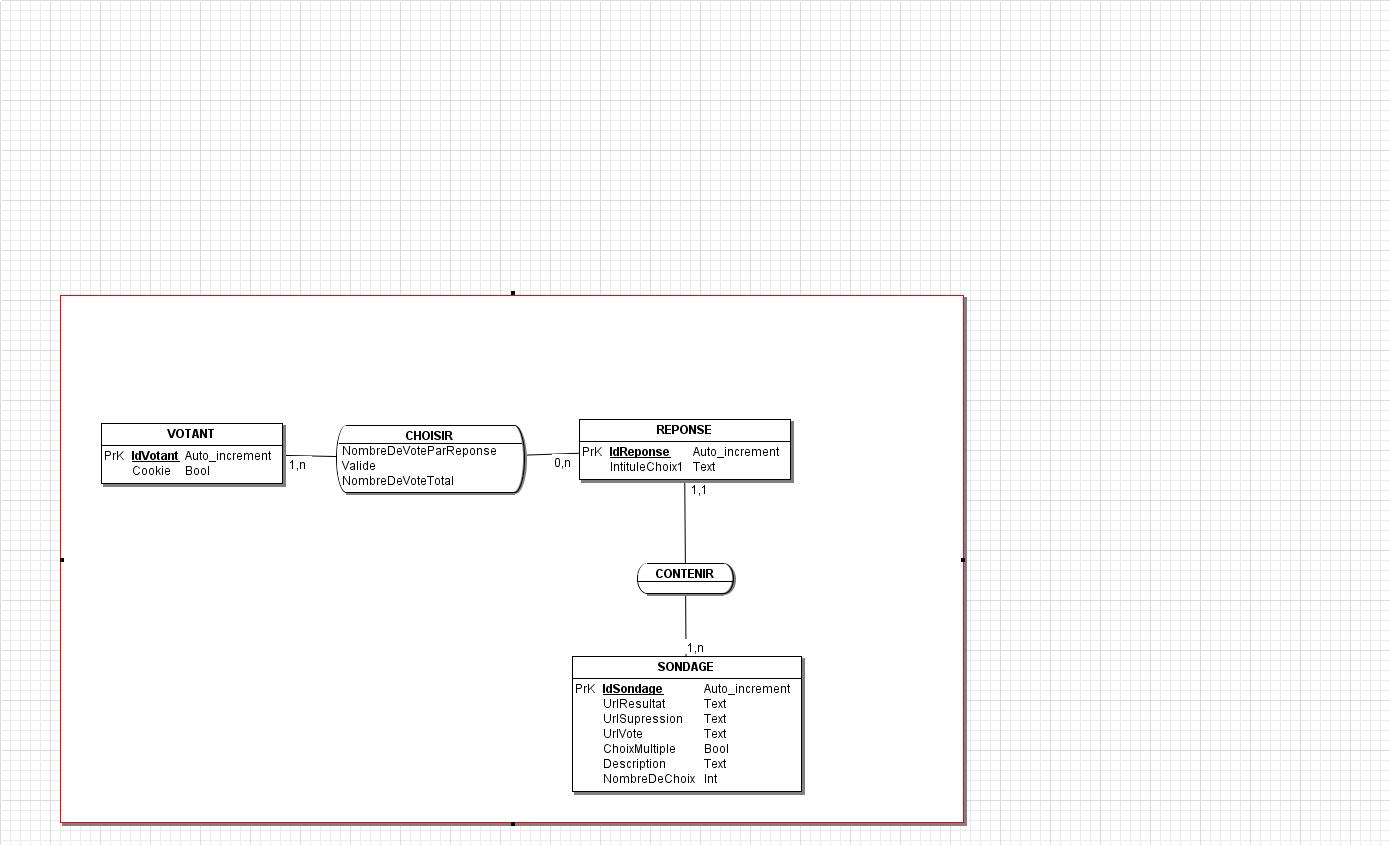 VOTANT
PrK IdVotant Auto_increment
Cookie Bool
1,n
CHOISIR
NombreDeVoteParReponse
Valide
NombreDeVoteTotal
0,n
REPONSE
PrK IdReponse Auto_increment
IntituleChoix1 Text
1,1
CONTENIR
1,n
SONDAGE
PrK IdSondage Auto_increment
UrlResultat Text
UrlSupression Text
UrlVote Text
ChoixMultiple Bool
Description Text
NombreDeChoix Int